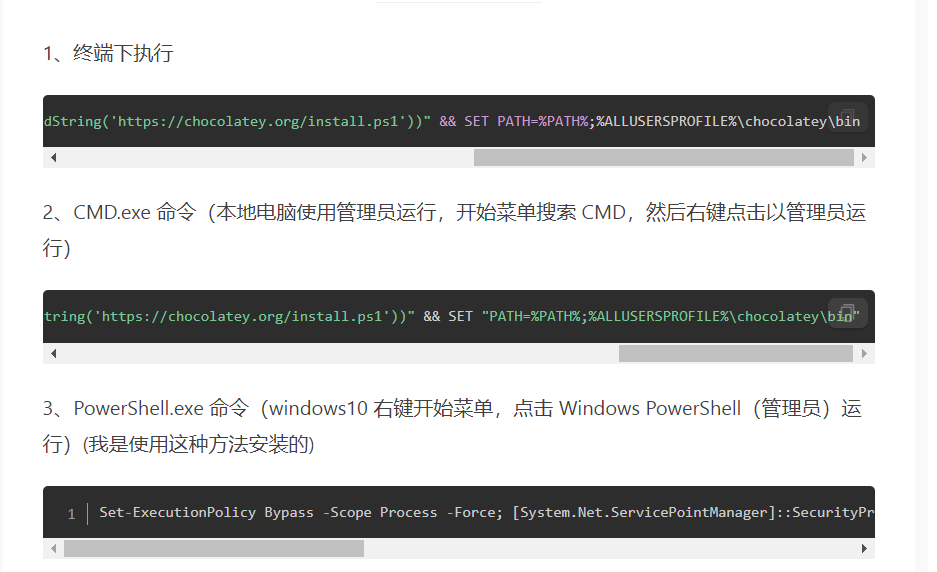 1、终端下执行
dString('https://chocolatey.org/install.ps1'))" && SET PATH=%PATH%;%ALLUSERSPROFILE%\chocolatey\bin
2、CMD.exe 命令（本地电脑使用管理员运行，开始菜单搜索 CMD，然后右键点击以管理员运
行）
tring('https://chocolatey.org/install.ps1'))" && SET "PATH=%PATH%;%ALLUSERSPROFILE%\chocolatey\bin"
3、PowerShell.exe 命令（windows10 右键开始菜单，点击 Windows PowerShell（管理员）运
行）(我是使用这种方法安装的)
1 Set-ExecutionPolicy Bypass -Scope Process -Force; [System.Net.ServicePointManager]::SecurityPr